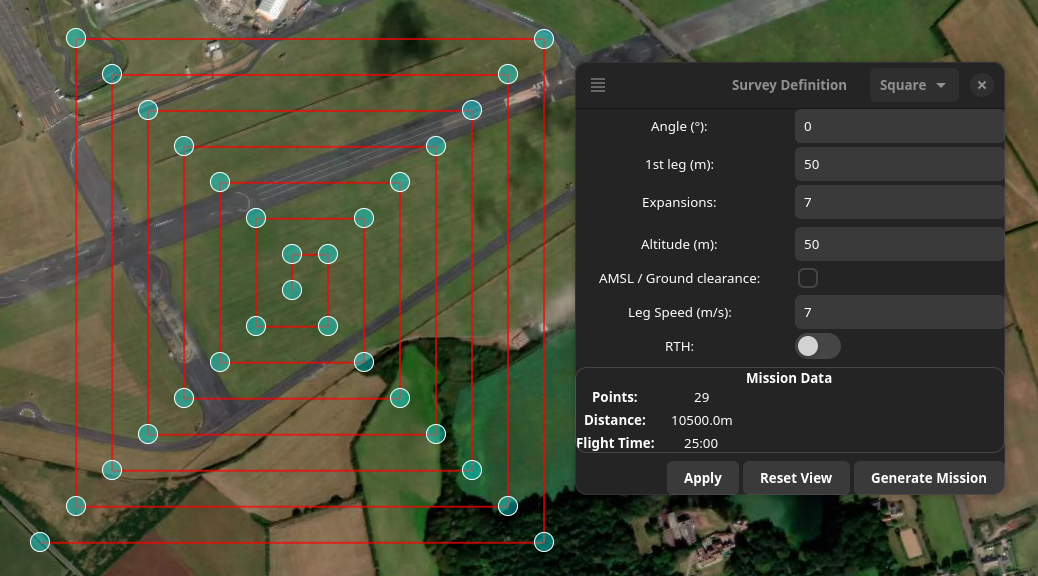 Survey Definition Square
Angle (°): 0
1st leg (m): 50
Expansions: 7
Altitude (m): 50
AMSL / Ground clearance:
Leg Speed (m/s): 7
RTH:
Mission Data
Points: 29
Distance: 10500.0m
Flight Time: 25:00
Apply Reset View Generate Mission